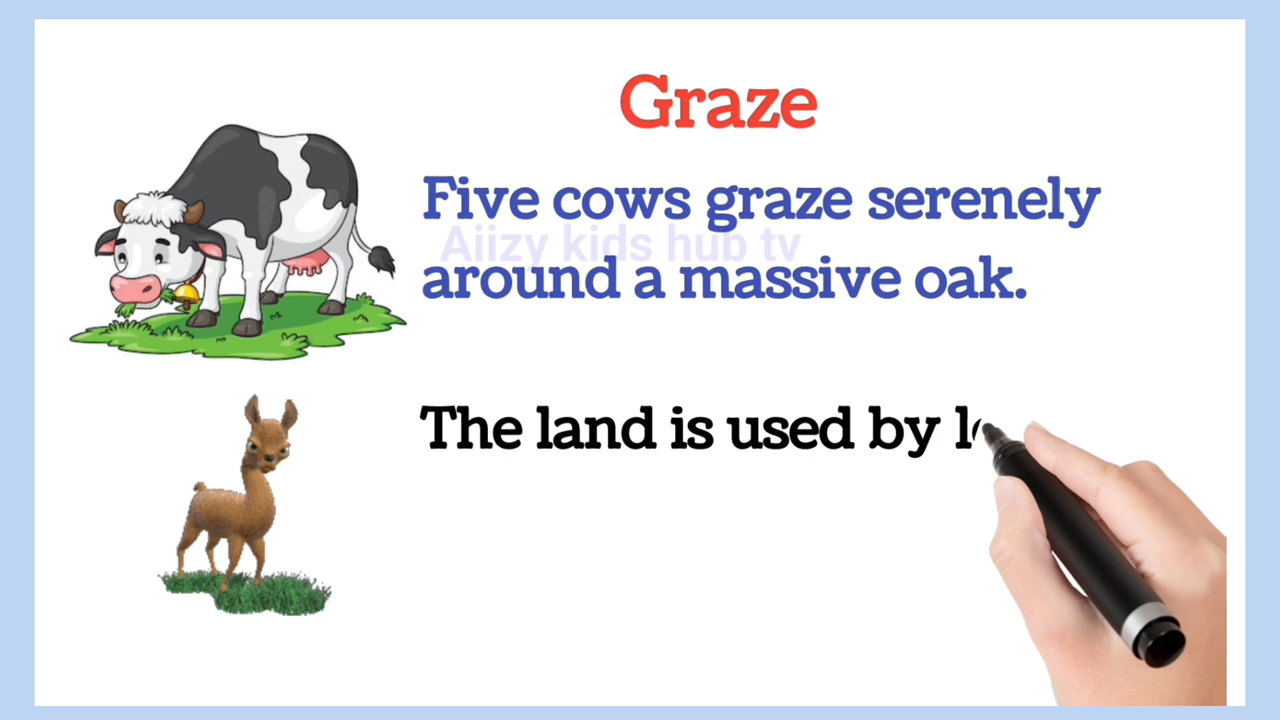 Graze
Five cows graze serenely
Aiizy kids hub tv
around a massive oak.
The land is used by